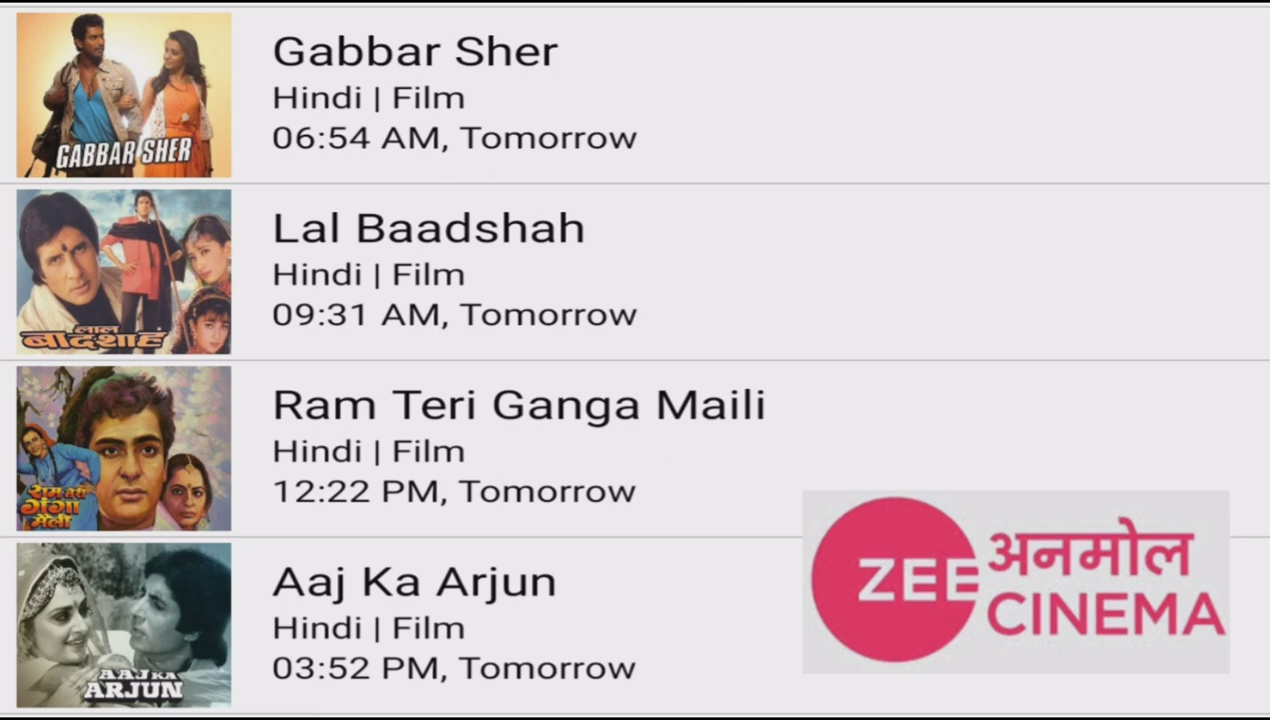 Gabbar Sher
Hindi | Film
06:54 AM, Tomorrow
GABBAR SHER
Lal Baadshah
Hindi | Film
09:31 AM, Tomorrow
लाल
बादशाह
Ram Teri Ganga Maili
Hindi | Film
12:22 PM, Tomorrow
राम तेरी
गंगा
मैली
Aaj Ka Arjun
Hindi | Film
03:52 PM, Tomorrow
AAJ KA
ARJUN
ZEE
अनमोल
CINEMA